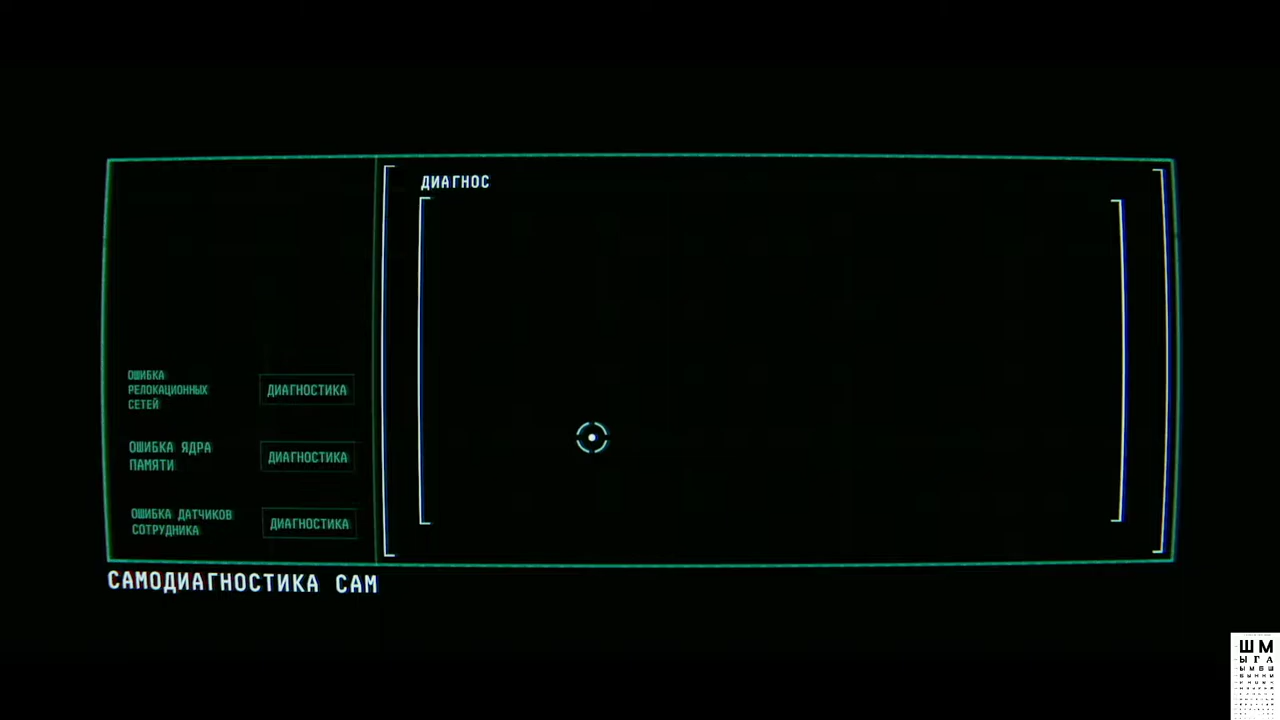 ДИАГНОС
ОШИБКА
РЕЛОКАЦИОННЫХ
СЕТЕЙ
ДИАГНОСТИКА
ОШИБКА ЯДРА
ПАМЯТИ
ДИАГНОСТИКА
ОШИБКА ДАТЧИКОВ
СОТРУДНИКА
ДИАГНОСТИКА
САМОДИАГНОСТИКА САМ
Ш М
Ы Г А
Ы М Б Ш
Б Ы Н К И